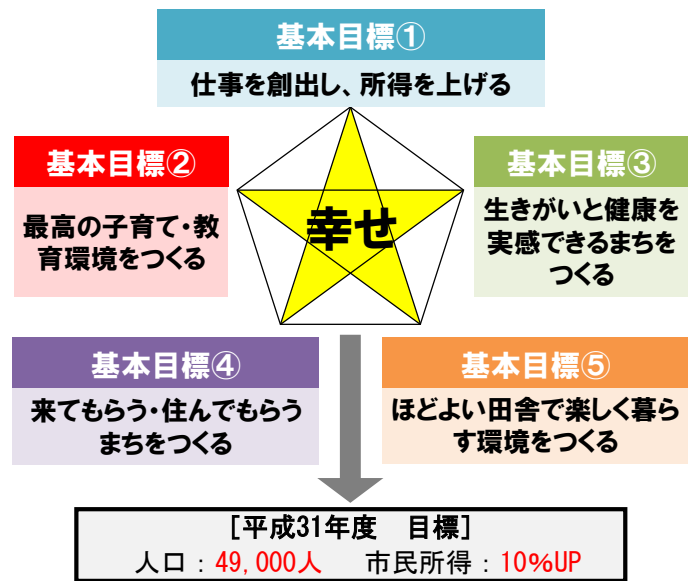 基本目標①
仕事を創出し、所得を上げる
基本目標②
最高の子育て・教
育環境をつくる
幸せ
基本目標③
生きがいと健康を
実感できるまちを
つくる
基本目標④
来てもらう・住んでもらう
まちをつくる
基本目標⑤
ほどよい田舎で楽しく暮ら
す環境をつくる
[平成31年度　目標]
人口：49,000人　市民所得：10%UP